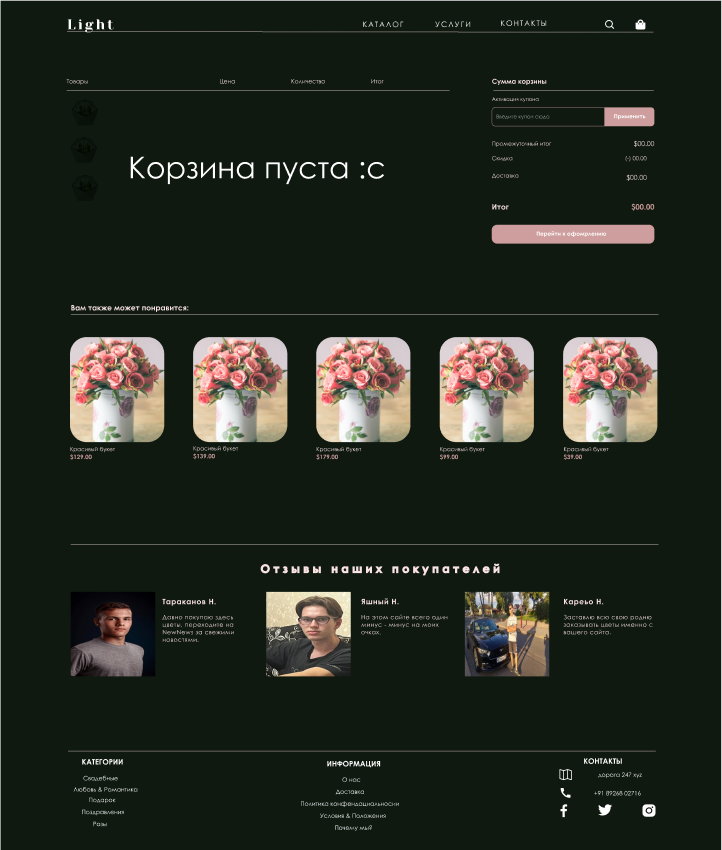 Light
КАТАЛОГ УСЛУГИ КОНТАКТЫ
Товары Цена Количество Итог
Сумма корзины
Активация купона
Введите купон сюда Применить
Промежуточный итог $00.00
Скидка (-) 00.00
Доставка $00.00
Корзина пуста :с
Итог $00.00
Перейти к оформлению
Вам также может понравится:
Красивый букет
$129.00
Красивый букет
$139.00
Красивый букет
$179.00
Красивый букет
$99.00
Красивый букет
$39.00
Отзывы наших покупателей
Тараканов Н.
Давно покупаю здесь
цветы, переходите на
NewNews за свежими
новостями.
Яшный Н.
На этом сайте всего один
минус - минус на моих
очках.
Карево Н.
Заставлю всю свою родню
заказывать цветы именно с
вашего сайта.
КАТЕГОРИИ
Свадебные
Любовь & Романтика
Подарок
Поздравления
Розы
ИНФОРМАЦИЯ
О нас
Доставка
Политика конфендациальносии
Условия & Положения
Почему мы?
КОНТАКТЫ
дорога 247 xyz
+91 89268 02716